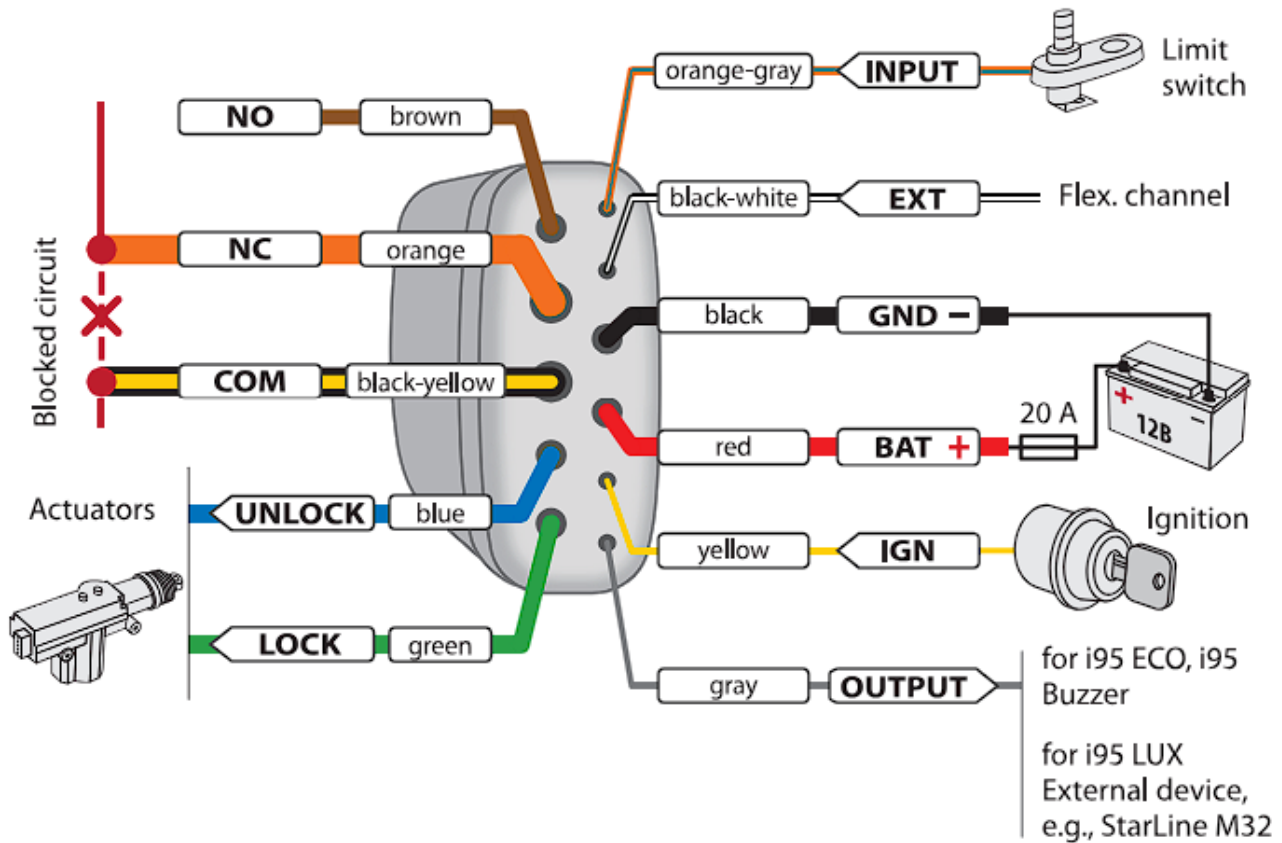 orange-gray
INPUT
Limit
switch
NO
brown
black-white
EXT
Flex. channel
Blocked circuit
NC
orange
black
GND −
COM
black-yellow
20 A
+ −
12В
red
BAT +
Actuators
UNLOCK
blue
Ignition
yellow
IGN
LOCK
green
gray
OUTPUT
for i95 ECO, i95
Buzzer
for i95 LUX
External device,
e.g., StarLine M32